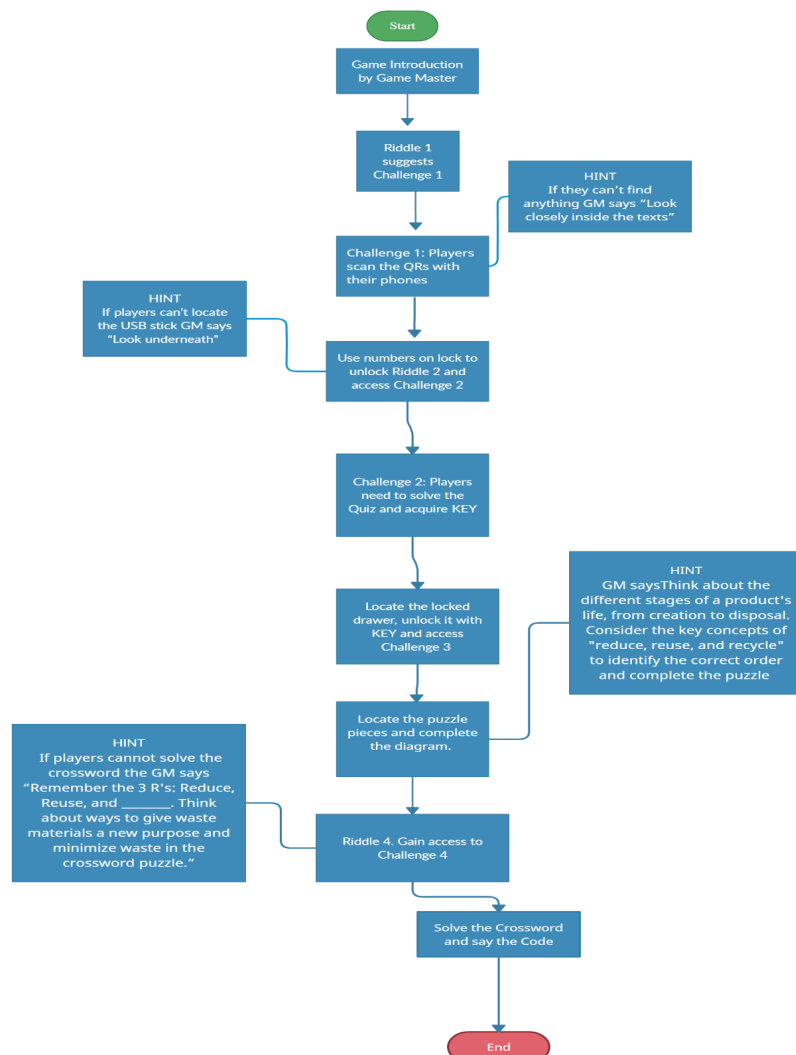 Start
Game Introduction
by Game Master
Riddle 1
suggests
Challenge 1
HINT
If they can't find
anything GM says "Look
closely inside the texts"
Challenge 1: Players
scan the QRs with
their phones
HINT
If players can't locate
the USB stick GM says
"Look underneath"
Use numbers on lock to
unlock Riddle 2 and
access Challenge 2
Challenge 2: Players
need to solve the
Quiz and acquire KEY
HINT
GM saysThink about the
different stages of a product's
life, from creation to disposal.
Consider the key concepts of
"reduce, reuse, and recycle"
to identify the correct order
and complete the puzzle
Locate the locked
drawer, unlock it with
KEY and access
Challenge 3
Locate the puzzle
pieces and complete
the diagram.
HINT
If players cannot solve the
crossword the GM says
"Remember the 3 R's: Reduce,
Reuse, and _______. Think
about ways to give waste
materials a new purpose and
minimize waste in the
crossword puzzle."
Riddle 4. Gain access to
Challenge 4
Solve the Crossword
and say the Code
End